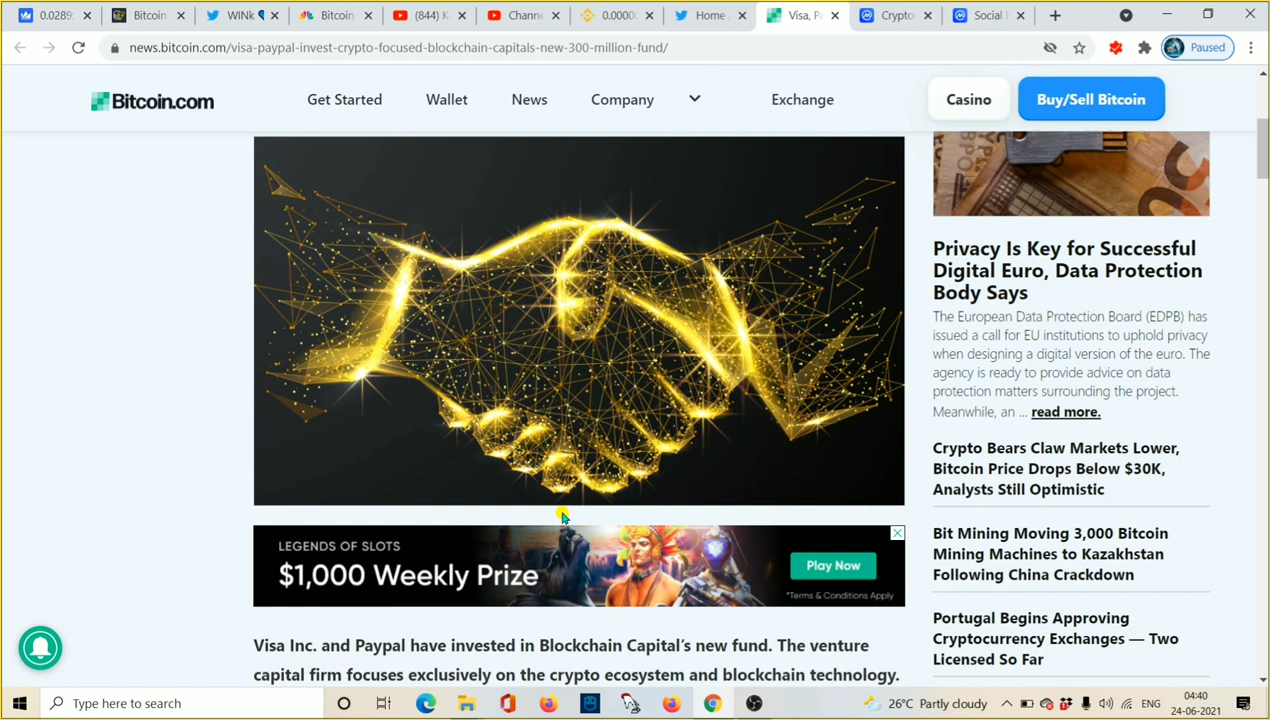 0.0289
Bitcoin
WINk
Bitcoin
(844) K
Channe
0.0000
Home
Visa, Pa
Crypto
Social
news.bitcoin.com/visa-paypal-invest-crypto-focused-blockchain-capitals-new-300-million-fund/
Paused
Bitcoin.com
Get Started
Wallet
News
Company
Exchange
Casino
Buy/Sell Bitcoin
Privacy Is Key for Successful
Digital Euro, Data Protection
Body Says
The European Data Protection Board (EDPB) has
issued a call for EU institutions to uphold privacy
when designing a digital version of the euro. The
agency is ready to provide advice on data
protection matters surrounding the project.
Meanwhile, an ... read more.
Crypto Bears Claw Markets Lower,
Bitcoin Price Drops Below $30K,
Analysts Still Optimistic
Bit Mining Moving 3,000 Bitcoin
Mining Machines to Kazakhstan
Following China Crackdown
Portugal Begins Approving
Cryptocurrency Exchanges — Two
Licensed So Far
LEGENDS OF SLOTS
$1,000 Weekly Prize
Play Now
*Terms & Conditions Apply
Visa Inc. and Paypal have invested in Blockchain Capital's new fund. The venture
capital firm focuses exclusively on the crypto ecosystem and blockchain technology.
Type here to search
26°C Partly cloudy
ENG
04:40
24-06-2021